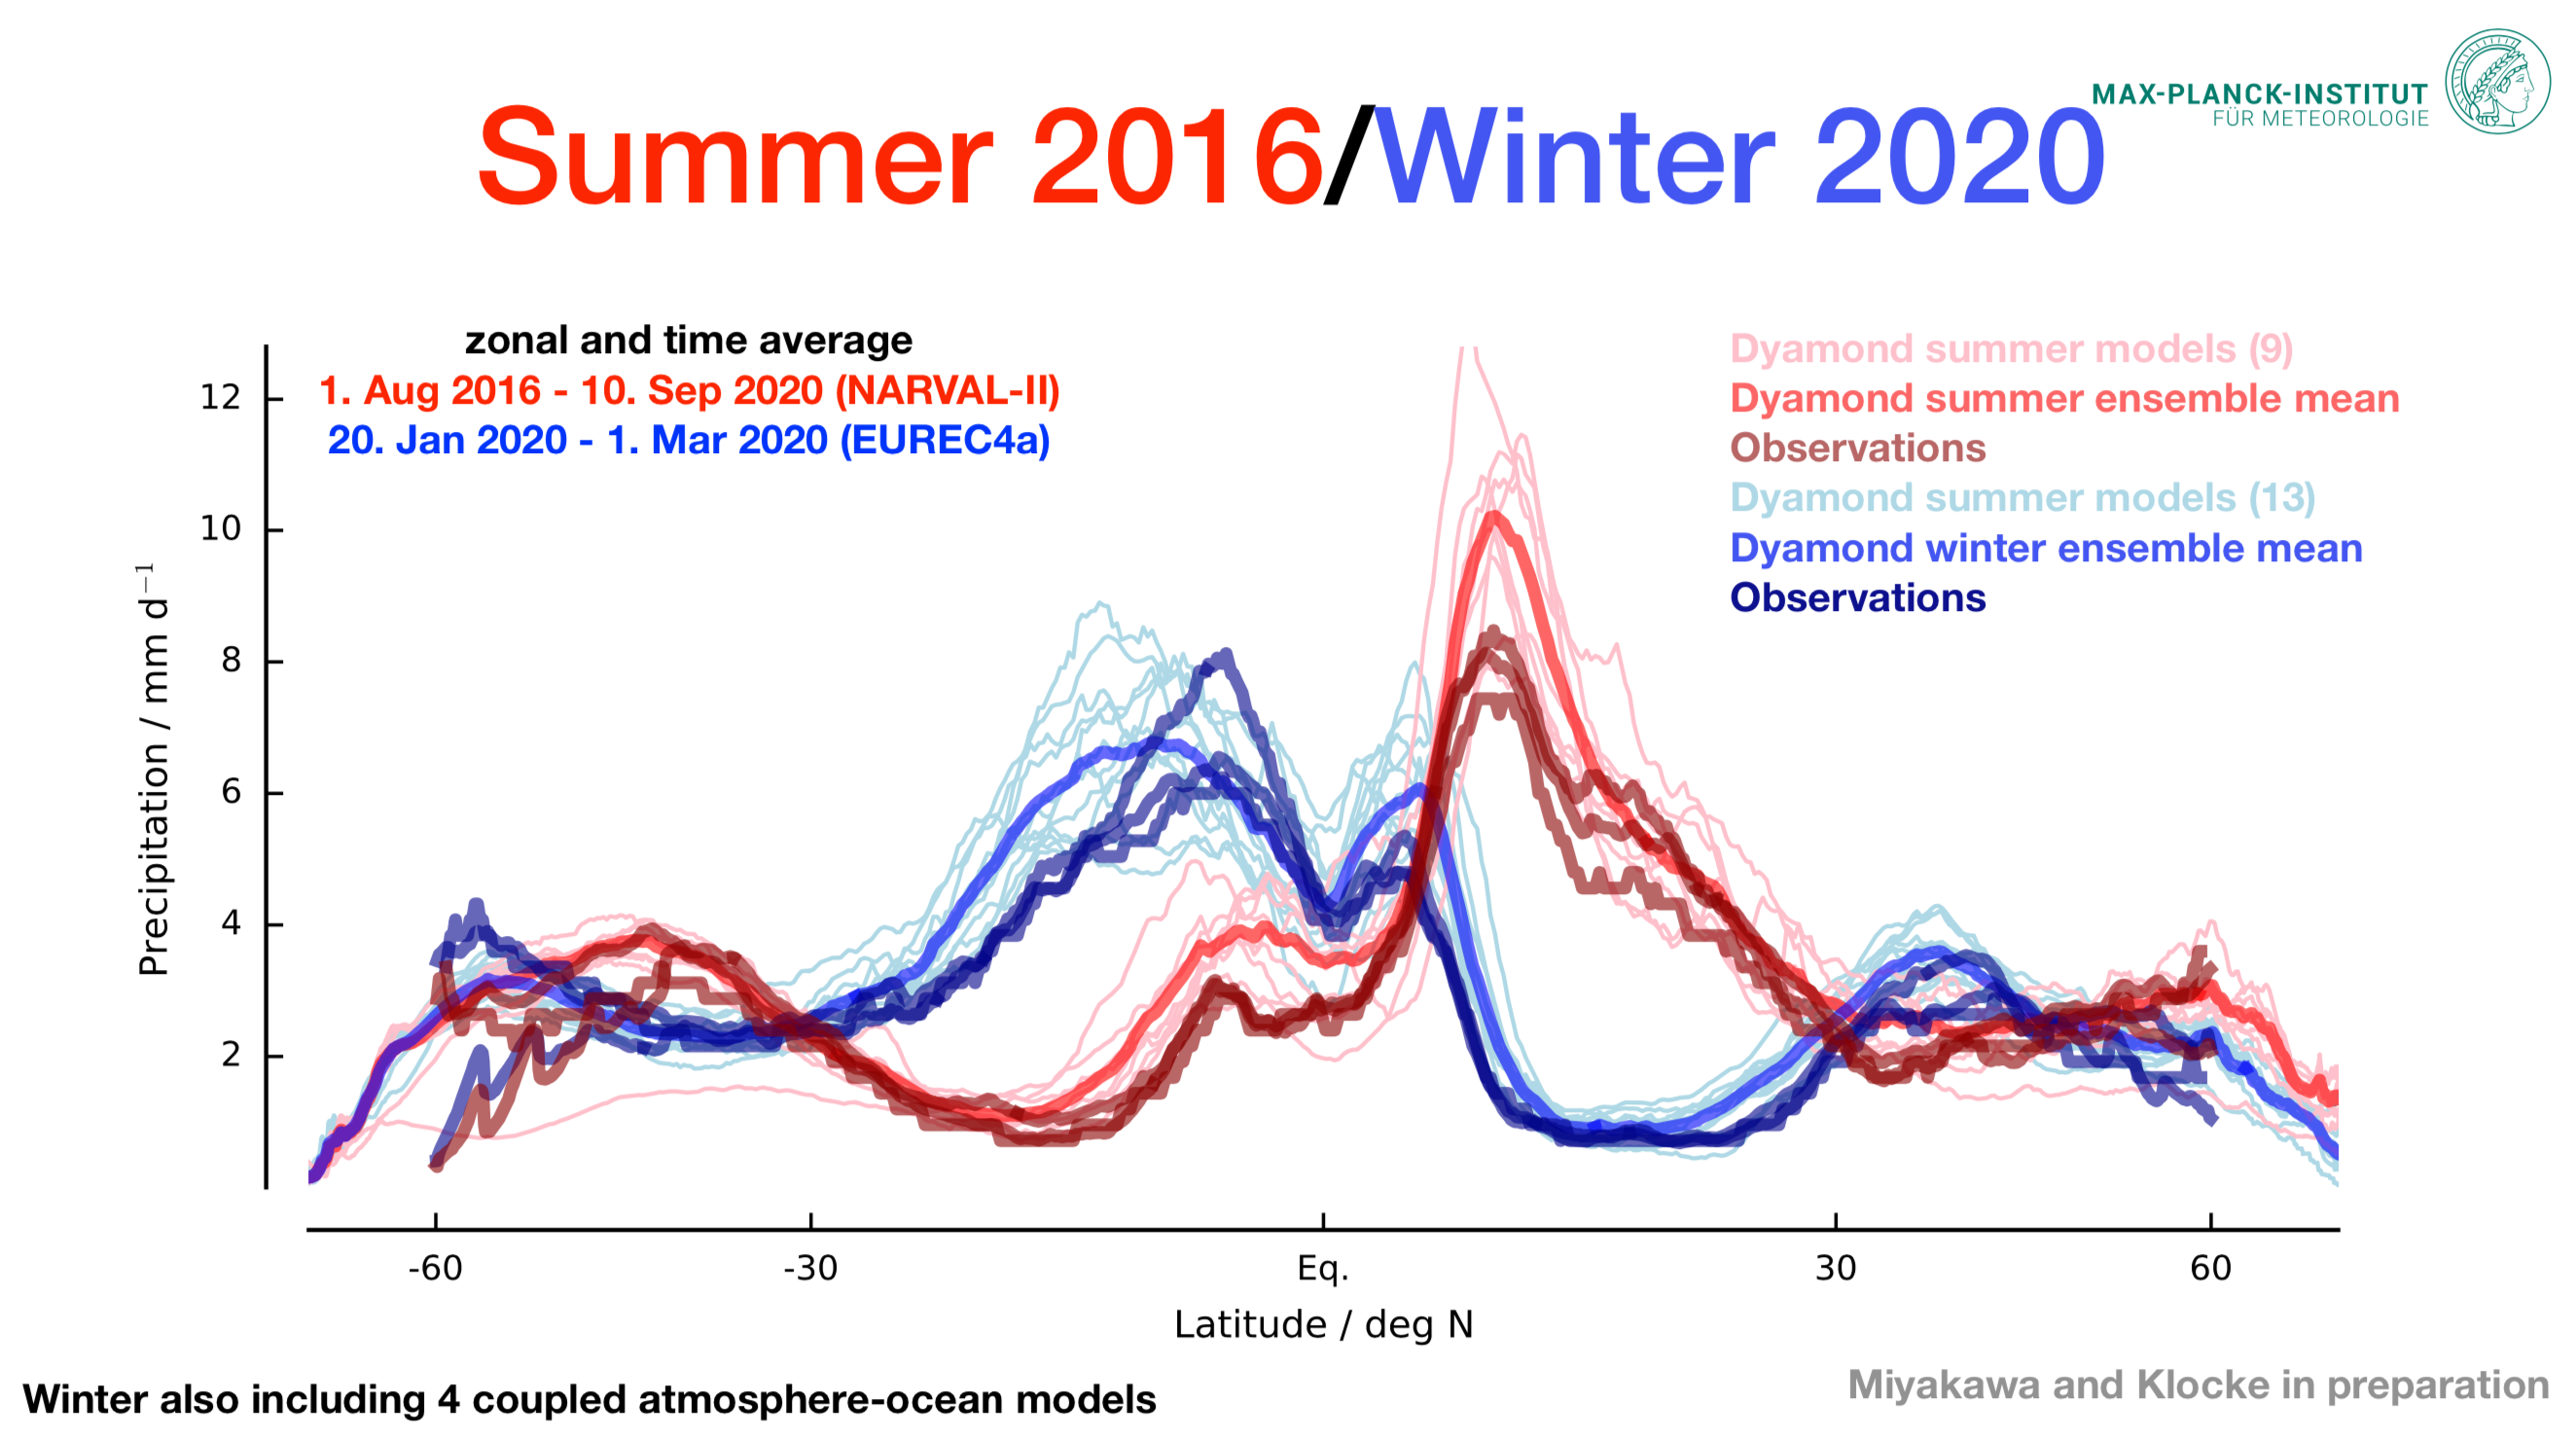 MAX-PLANCK-INSTITUT
FÜR METEOROLOGIE
Summer 2016/Winter 2020
zonal and time average
1. Aug 2016 - 10. Sep 2020 (NARVAL-II)
20. Jan 2020 - 1. Mar 2020 (EUREC4a)
Dyamond summer models (9)
Dyamond summer ensemble mean
Observations
Dyamond summer models (13)
Dyamond winter ensemble mean
Observations
Precipitation / mm d⁻¹
12
10
8
6
4
2
-60
-30
Eq.
30
60
Latitude / deg N
Winter also including 4 coupled atmosphere-ocean models
Miyakawa and Klocke in preparation